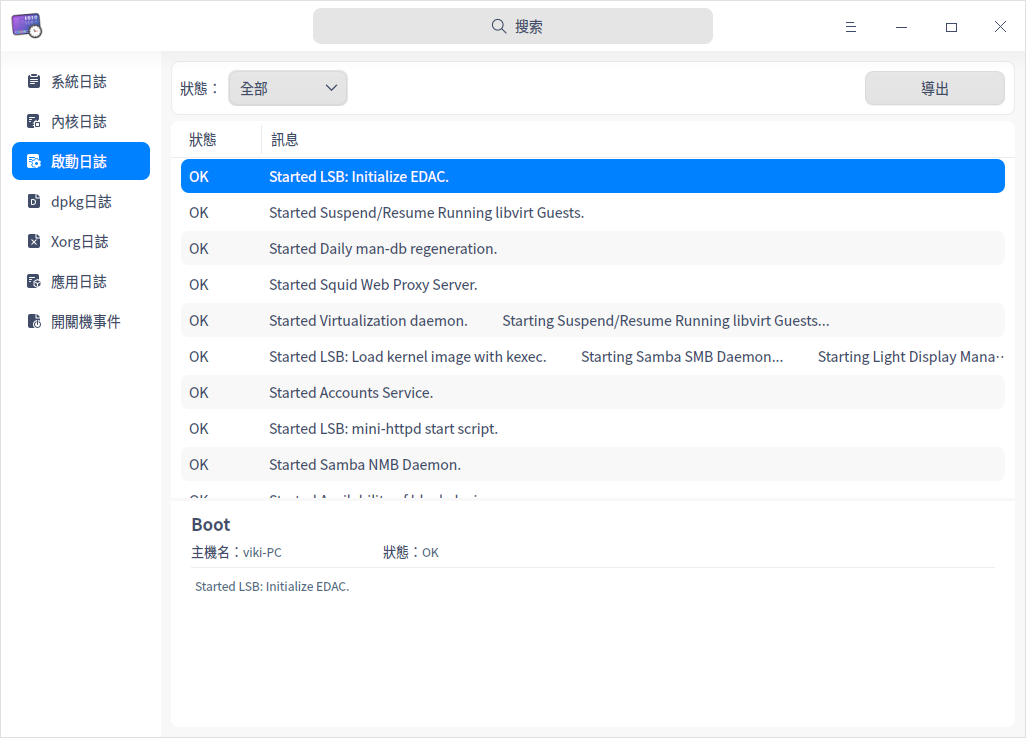 搜索
系統日誌
內核日誌
啟動日誌
dpkg日誌
Xorg日誌
應用日誌
開關機事件
狀態： 全部 導出
狀態 訊息
OK Started LSB: Initialize EDAC.
OK Started Suspend/Resume Running libvirt Guests.
OK Started Daily man-db regeneration.
OK Started Squid Web Proxy Server.
OK Started Virtualization daemon. Starting Suspend/Resume Running libvirt Guests...
OK Started LSB: Load kernel image with kexec. Starting Samba SMB Daemon... Starting Light Display Mana···
OK Started Accounts Service.
OK Started LSB: mini-httpd start script.
OK Started Samba NMB Daemon.
Boot
主機名：viki-PC 狀態：OK
Started LSB: Initialize EDAC.